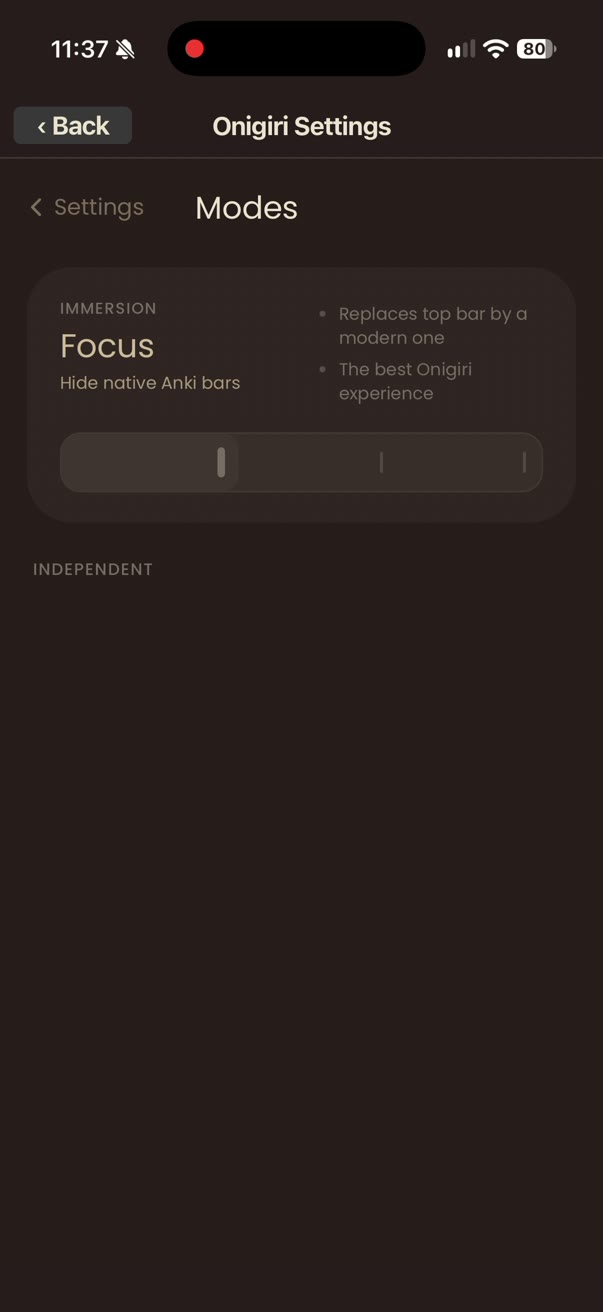 11:37
80
‹ Back
Onigiri Settings
Settings
Modes
IMMERSION
Focus
Hide native Anki bars
• Replaces top bar by a
modern one
• The best Onigiri
experience
INDEPENDENT